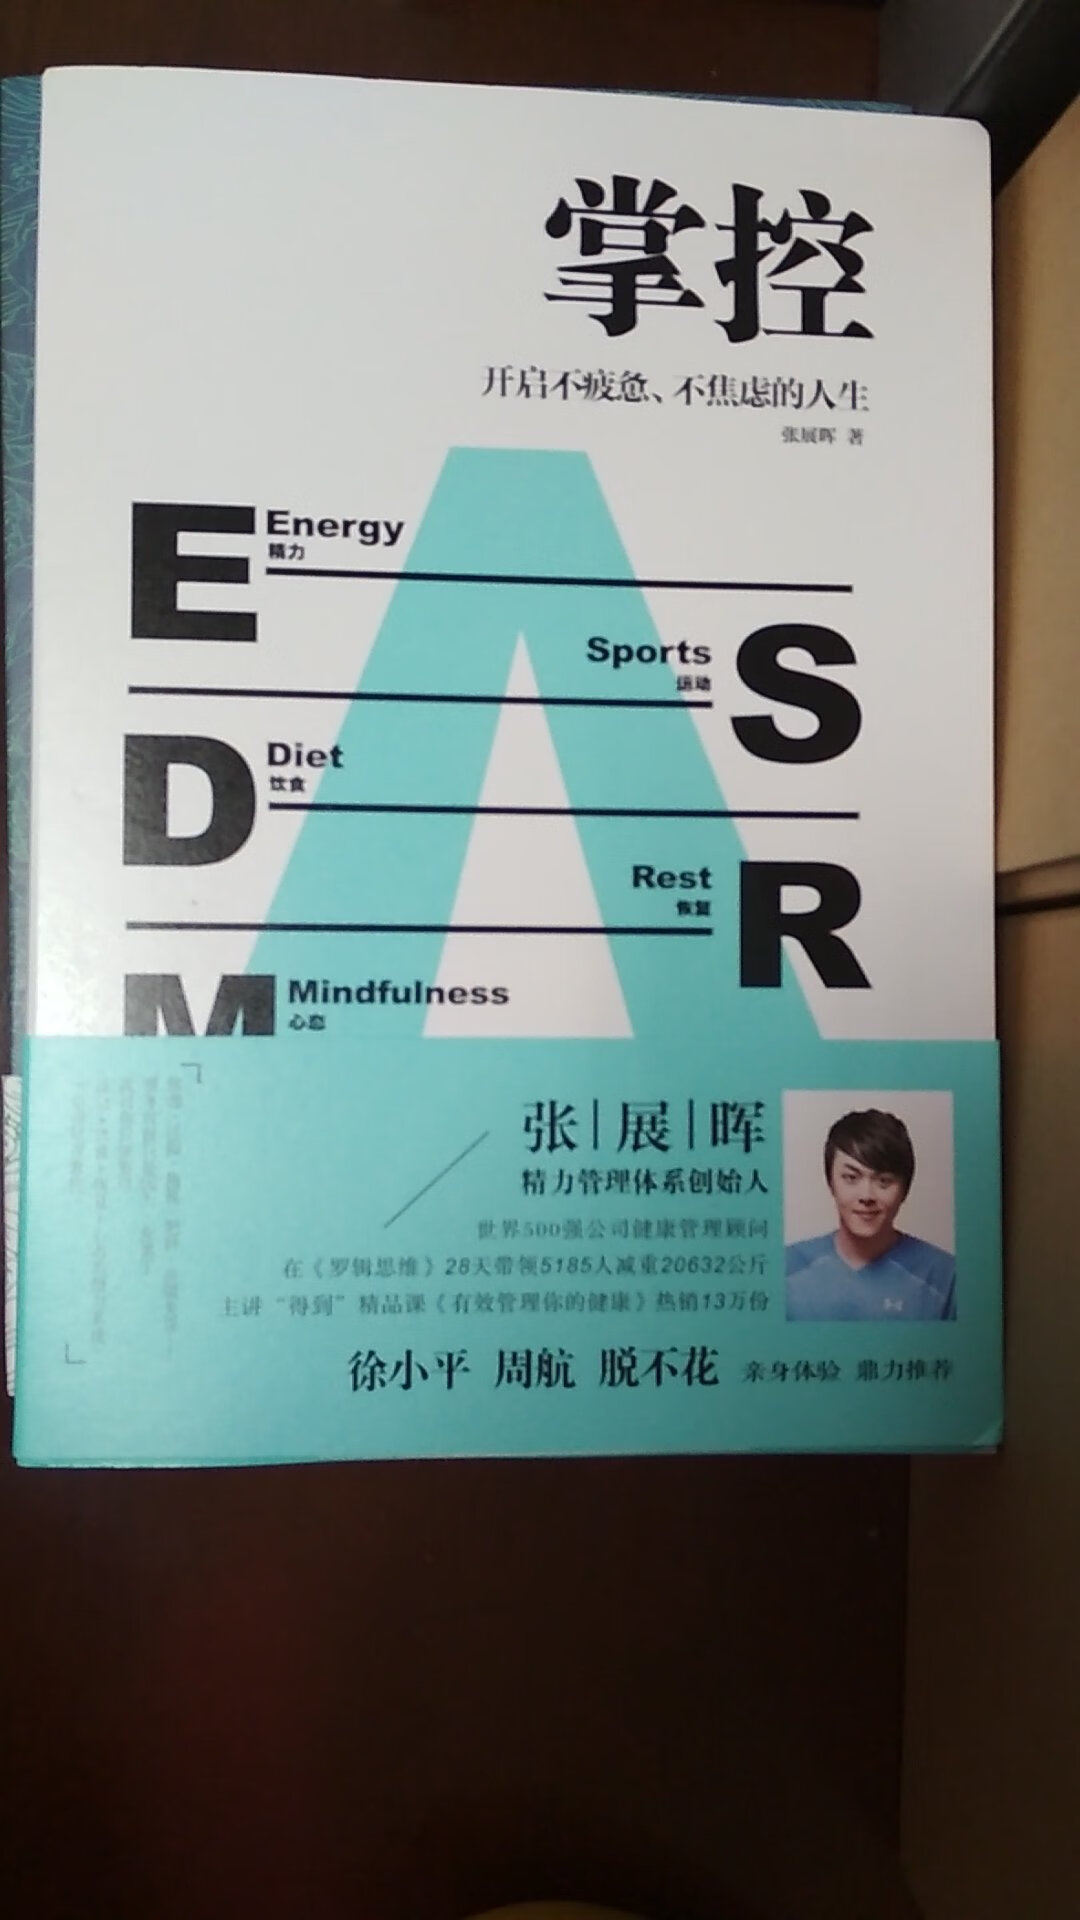 掌控
开启不疲惫、不焦虑的人生
张展晖 著
E
Energy
精力
Sports
运动
S
D
Diet
饮食
Rest
恢复
R
M
Mindfulness
心态
张|展|晖
精力管理体系创始人
世界500强公司健康管理顾问
在《罗辑思维》28天带领5185人减重20632公斤
主讲“得到”精品课《有效管理你的健康》热销13万份
徐小平 周航 脱不花 亲身体验 鼎力推荐